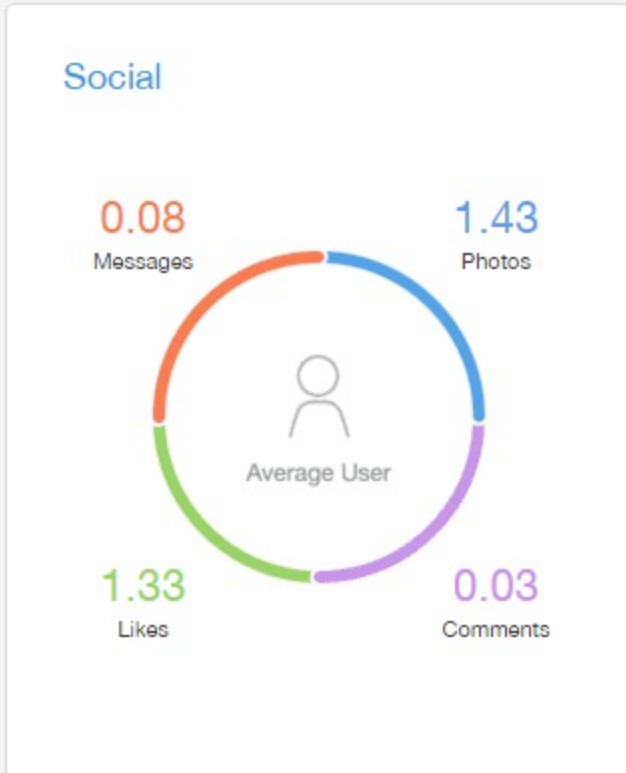 Social
0.08
Messages
1.43
Photos
Average User
1.33
Likes
0.03
Comments